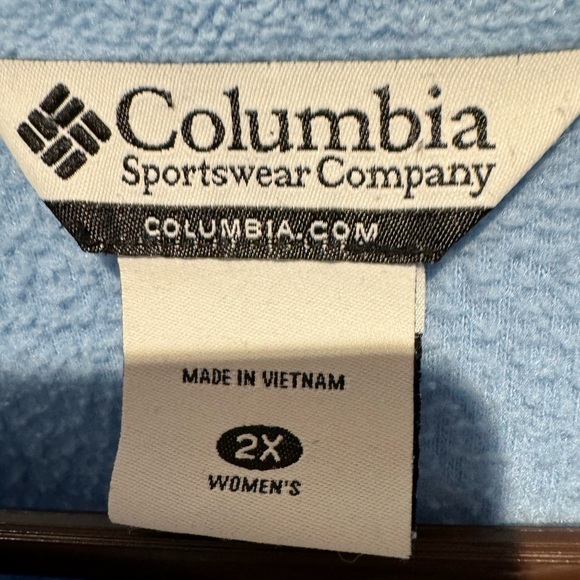 Columbia
Sportswear Company
COLUMBIA.COM
MADE IN VIETNAM
2X
WOMEN'S